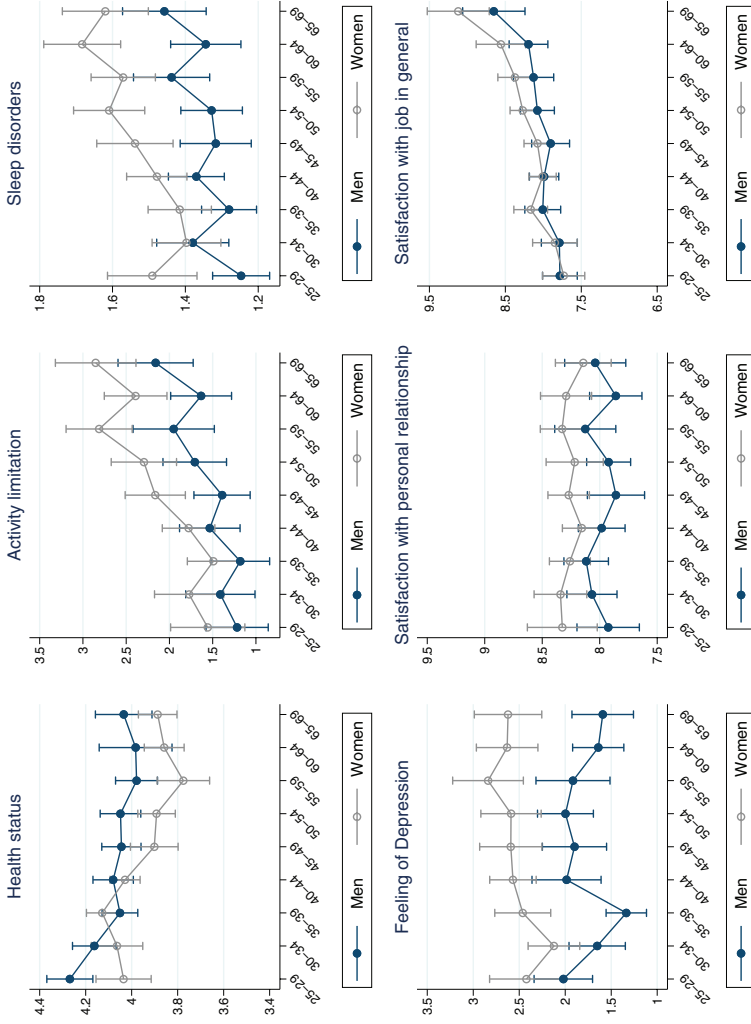 Health status
4.4
4.2
4
3.8
3.6
3.4
25–29 30–34 35–39 40–44 45–49 50–54 55–59 60–64 65–69
Men Women
Activity limitation
3.5
3
2.5
2
1.5
1
25–29 30–34 35–39 40–44 45–49 50–54 55–59 60–64 65–69
Men Women
Sleep disorders
1.8
1.6
1.4
1.2
25–29 30–34 35–39 40–44 45–49 50–54 55–59 60–64 65–69
Men Women
Feeling of Depression
3.5
3
2.5
2
1.5
1
25–29 30–34 35–39 40–44 45–49 50–54 55–59 60–64 65–69
Men Women
Satisfaction with personal relationship
9.5
9
8.5
8
7.5
25–29 30–34 35–39 40–44 45–49 50–54 55–59 60–64 65–69
Men Women
Satisfaction with job in general
9.5
8.5
7.5
6.5
25–29 30–34 35–39 40–44 45–49 50–54 55–59 60–64 65–69
Men Women